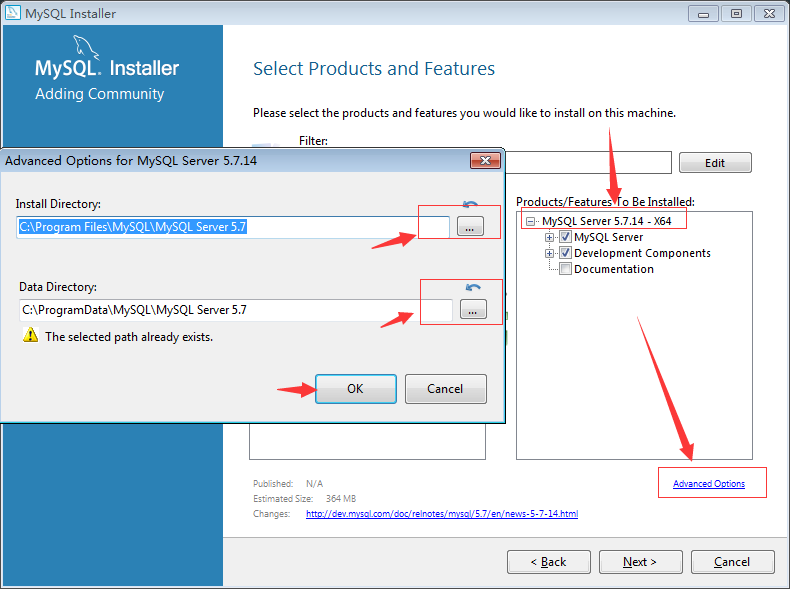 MySQL Installer
MySQL. Installer
Adding Community
Select Products and Features
Please select the products and features you would like to install on this machine.
Filter:
Edit
Advanced Options for MySQL Server 5.7.14
Install Directory:
C:\Program Files\MySQL\MySQL Server 5.7
...
Data Directory:
C:\ProgramData\MySQL\MySQL Server 5.7
...
The selected path already exists.
OK
Cancel
Products/Features To Be Installed:
MySQL Server 5.7.14 - X64
MySQL Server
Development Components
Documentation
Advanced Options
Published: N/A
Estimated Size: 364 MB
Changes: http://dev.mysql.com/doc/relnotes/mysql/5.7/en/news-5-7-14.html
< Back
Next >
Cancel